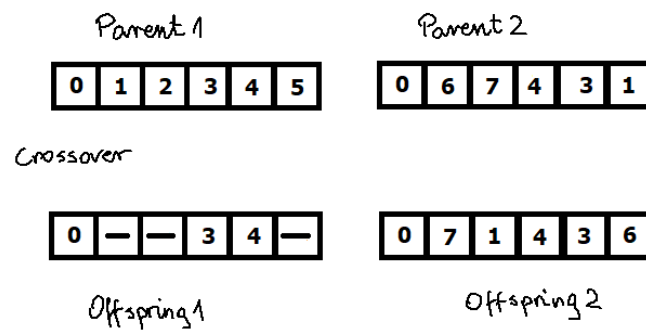 Parent 1 Parent 2
0 1 2 3 4 5 0 6 7 4 3 1
Crossover
0 — — 3 4 — 0 7 1 4 3 6
Offspring 1 Offspring 2